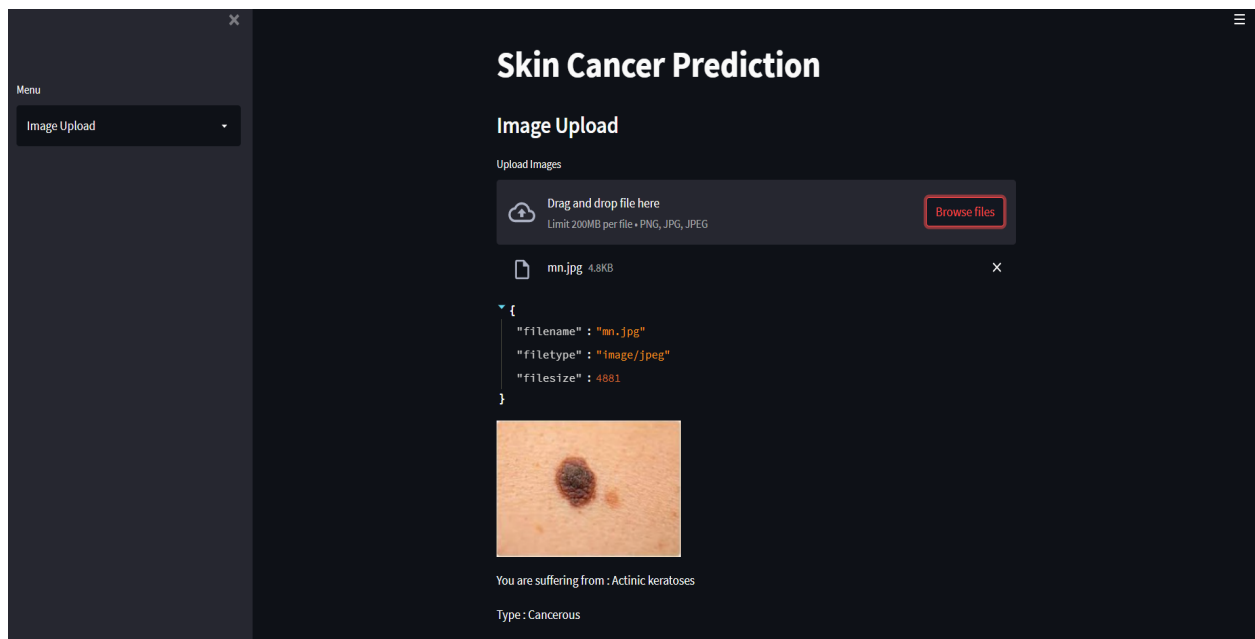 Menu
Image Upload
Skin Cancer Prediction
Image Upload
Upload Images
Drag and drop file here
Limit 200MB per file • PNG, JPG, JPEG
Browse files
mn.jpg 4.8KB
{
"filename" : "mn.jpg"
"filetype" : "image/jpeg"
"filesize" : 4881
}
You are suffering from : Actinic keratoses
Type : Cancerous